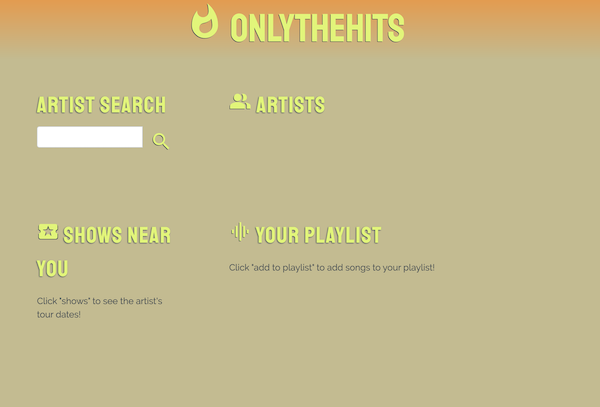 ONLYTHEHITS
ARTIST SEARCH
ARTISTS
SHOWS NEAR
YOU
Click "shows" to see the artist's
tour dates!
YOUR PLAYLIST
Click "add to playlist" to add songs to your playlist!